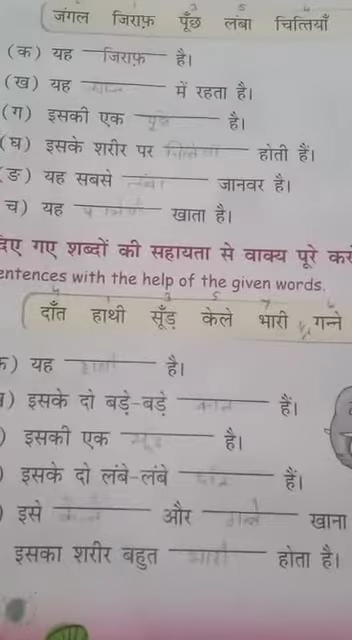 जंगल जिराफ़ पूँछ लंबा चित्तियाँ
(क) यह जिराफ़ है।
(ख) यह में रहता है।
(ग) इसकी एक पूँछ है।
(घ) इसके शरीर पर होती हैं।
(ङ) यह सबसे लंबा जानवर है।
च) यह खाता है।
दिए गए शब्दों की सहायता से वाक्य पूरे
entences with the help of the given words.
दाँत हाथी सूँड़ केले भारी गन्ने
यह हाथी है।
इसके दो बड़े-बड़े कान हैं।
इसकी एक सूँड़ है।
इसके दो लंबे-लंबे दाँत हैं।
इसे केले और गन्ने खाना
इसका शरीर बहुत भारी होता है।